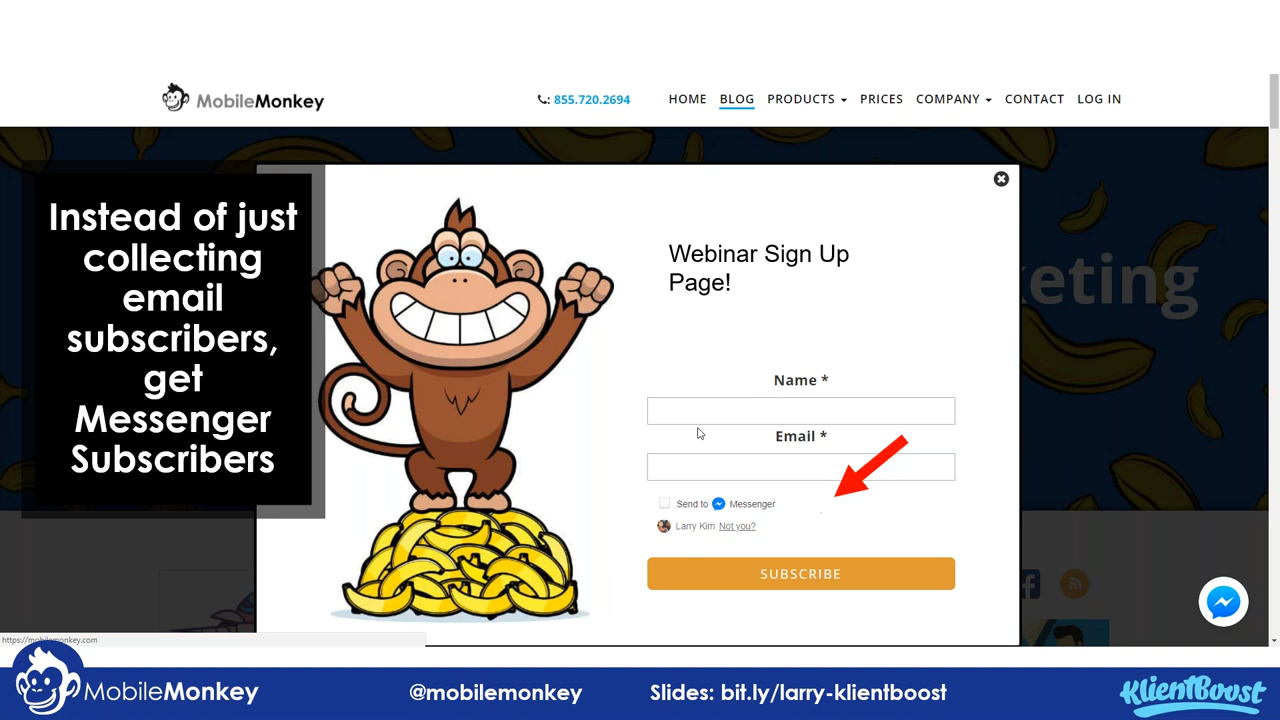 MobileMonkey
: 855.720.2694
HOME BLOG PRODUCTS PRICES COMPANY CONTACT LOG IN
Instead of just
collecting
email
subscribers,
get
Messenger
Subscribers
Webinar Sign Up
Page!
keting
Name *
Email *
Send to Messenger
Larry Kim Not you?
SUBSCRIBE
https://mobilemonkey.com
MobileMonkey
@mobilemonkey
Slides: bit.ly/larry-klientboost
KlientBoost